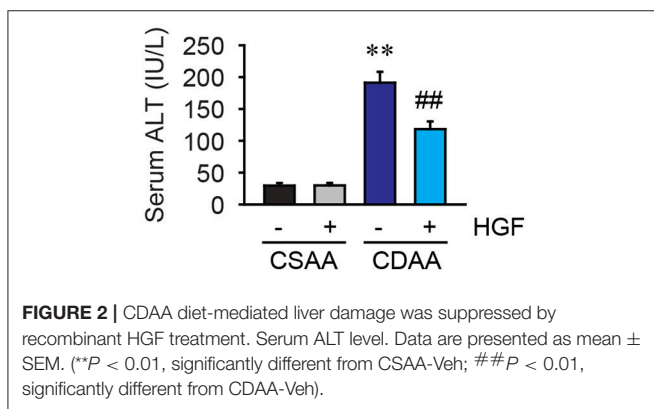 Serum ALT (IU/L)
250
200
150
100
50
0
**
##
- + - + HGF
CSAA CDAA
FIGURE 2 | CDAA diet-mediated liver damage was suppressed by
recombinant HGF treatment. Serum ALT level. Data are presented as mean ±
SEM. (**P < 0.01, significantly different from CSAA-Veh; ##P < 0.01,
significantly different from CDAA-Veh).